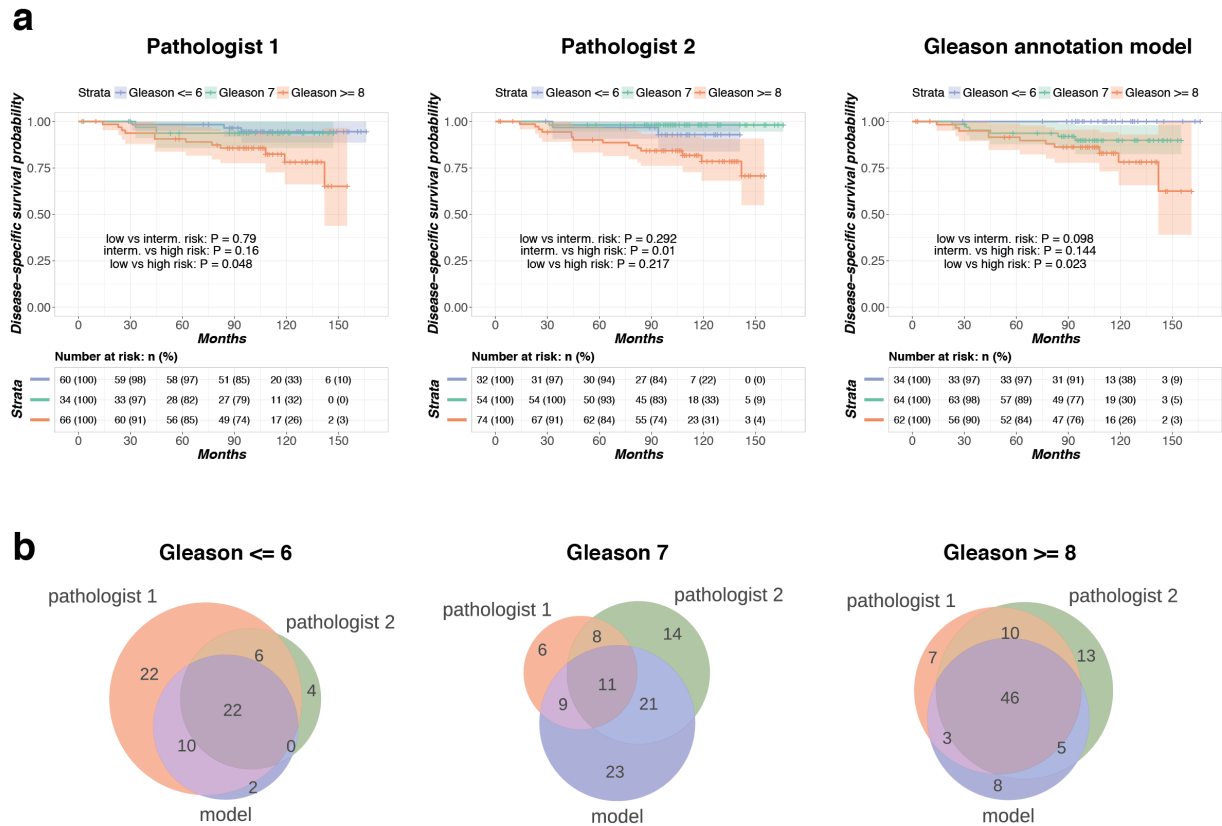 a
Pathologist 1
Pathologist 2
Gleason annotation model
Strata Gleason <= 6 Gleason 7 Gleason >= 8
Strata Gleason <= 6 Gleason 7 Gleason >= 8
Strata Gleason <= 6 Gleason 7 Gleason >= 8
Disease−specific survival probability
1.00
0.75
0.50
0.25
0.00
low vs interm. risk: P = 0.79
interm. vs high risk: P = 0.16
low vs high risk: P = 0.048
0 30 60 90 120 150
Months
Disease−specific survival probability
1.00
0.75
0.50
0.25
0.00
low vs interm. risk: P = 0.292
interm. vs high risk: P = 0.01
low vs high risk: P = 0.217
0 30 60 90 120 150
Months
Disease−specific survival probability
1.00
0.75
0.50
0.25
0.00
low vs interm. risk: P = 0.098
interm. vs high risk: P = 0.144
low vs high risk: P = 0.023
0 30 60 90 120 150
Months
Number at risk: n (%)
Strata
60 (100) 59 (98) 58 (97) 51 (85) 20 (33) 6 (10)
34 (100) 33 (97) 28 (82) 27 (79) 11 (32) 0 (0)
66 (100) 60 (91) 56 (85) 49 (74) 17 (26) 2 (3)
0 30 60 90 120 150
Months
Number at risk: n (%)
Strata
32 (100) 31 (97) 30 (94) 27 (84) 7 (22) 0 (0)
54 (100) 54 (100) 50 (93) 45 (83) 18 (33) 5 (9)
74 (100) 67 (91) 62 (84) 55 (74) 23 (31) 3 (4)
0 30 60 90 120 150
Months
Number at risk: n (%)
Strata
34 (100) 33 (97) 33 (97) 31 (91) 13 (38) 3 (9)
64 (100) 63 (98) 57 (89) 49 (77) 19 (30) 3 (5)
62 (100) 56 (90) 52 (84) 47 (76) 16 (26) 2 (3)
0 30 60 90 120 150
Months
b
Gleason <= 6
pathologist 1
pathologist 2
6
22
4
22
10
0
2
model
Gleason 7
pathologist 2
pathologist 1
8
14
6
11
9
21
23
model
Gleason >= 8
pathologist 2
pathologist 1
10
7
13
46
3
5
8
model